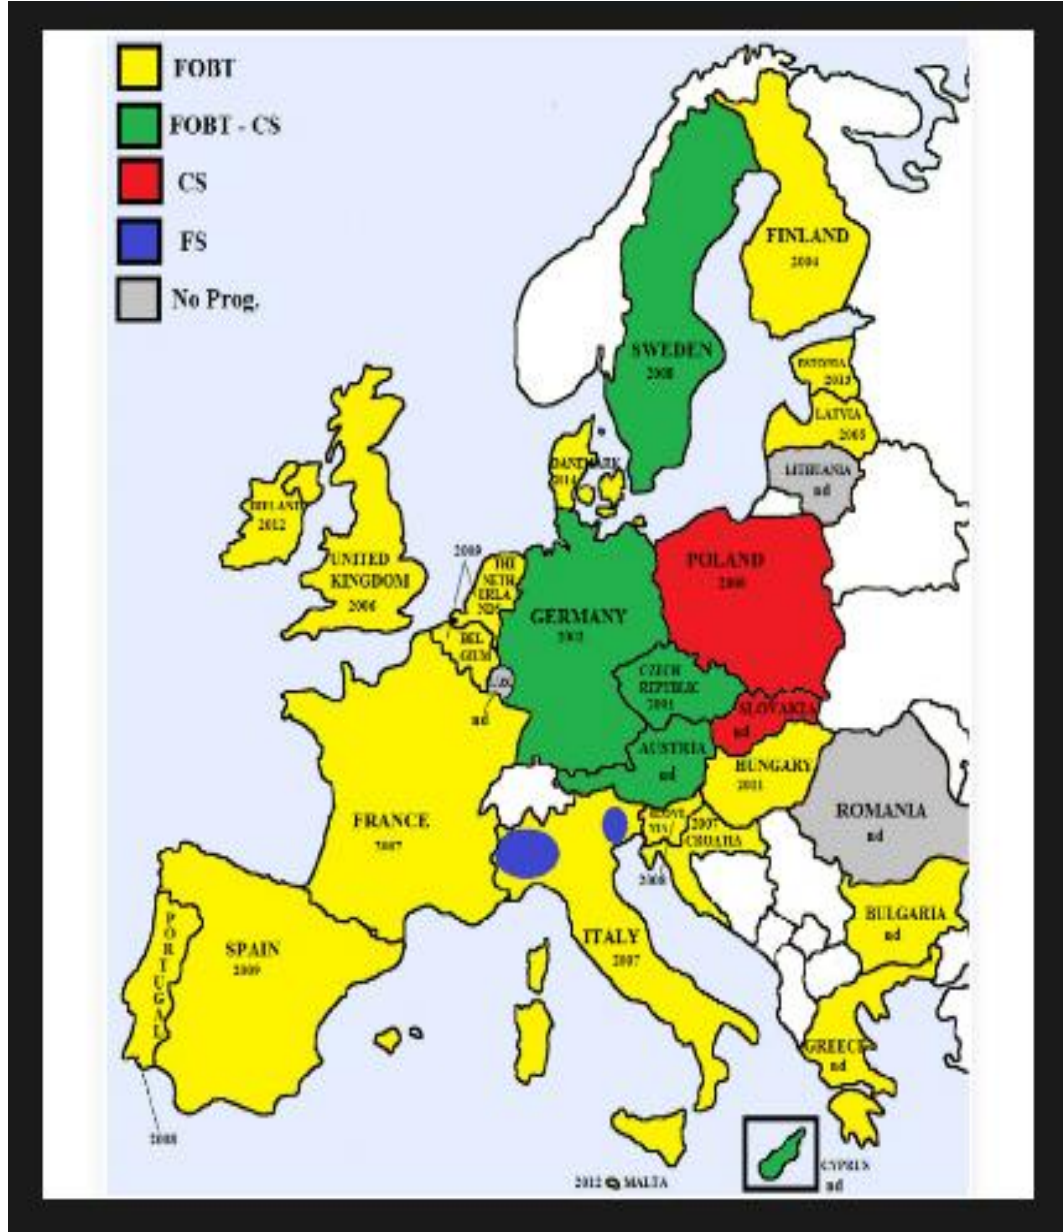 FOBT
FOBT - CS
CS
FS
No Prog.
FINLAND
2004
SWEDEN
2008
ESTONIA
2015
LATVIA
2005
LITHUANIA
nd
DANEMARK
2014
IRELAND
2012
UNITED
KINGDOM
2006
2009
THE
NETH
ERLA
NDS
BEL
GIUM
nd
GERMANY
2002
POLAND
2000
CZECH
REPUBLIC
2001
SLOVAKIA
nd
AUSTRIA
nd
HUNGARY
2011
ROMANIA
nd
FRANCE
SLOVE
NIA
2007
CROATIA
2008
BULGARIA
nd
PORTUGAL
2008
SPAIN
2009
ITALY
2007
GREECE
nd
2012 MALTA
CYPRUS
nd